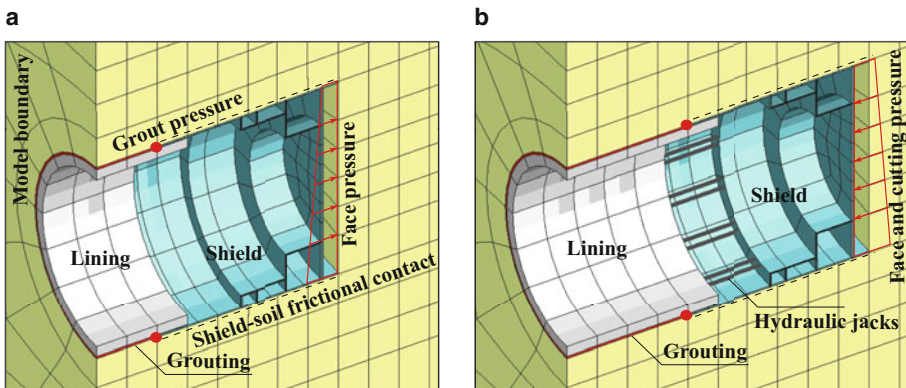 a
Model boundary
Grout pressure
Face pressure
Lining
Shield
Shield-soil frictional contact
Grouting
b
Face and cutting pressure
Shield
Lining
Hydraulic jacks
Grouting